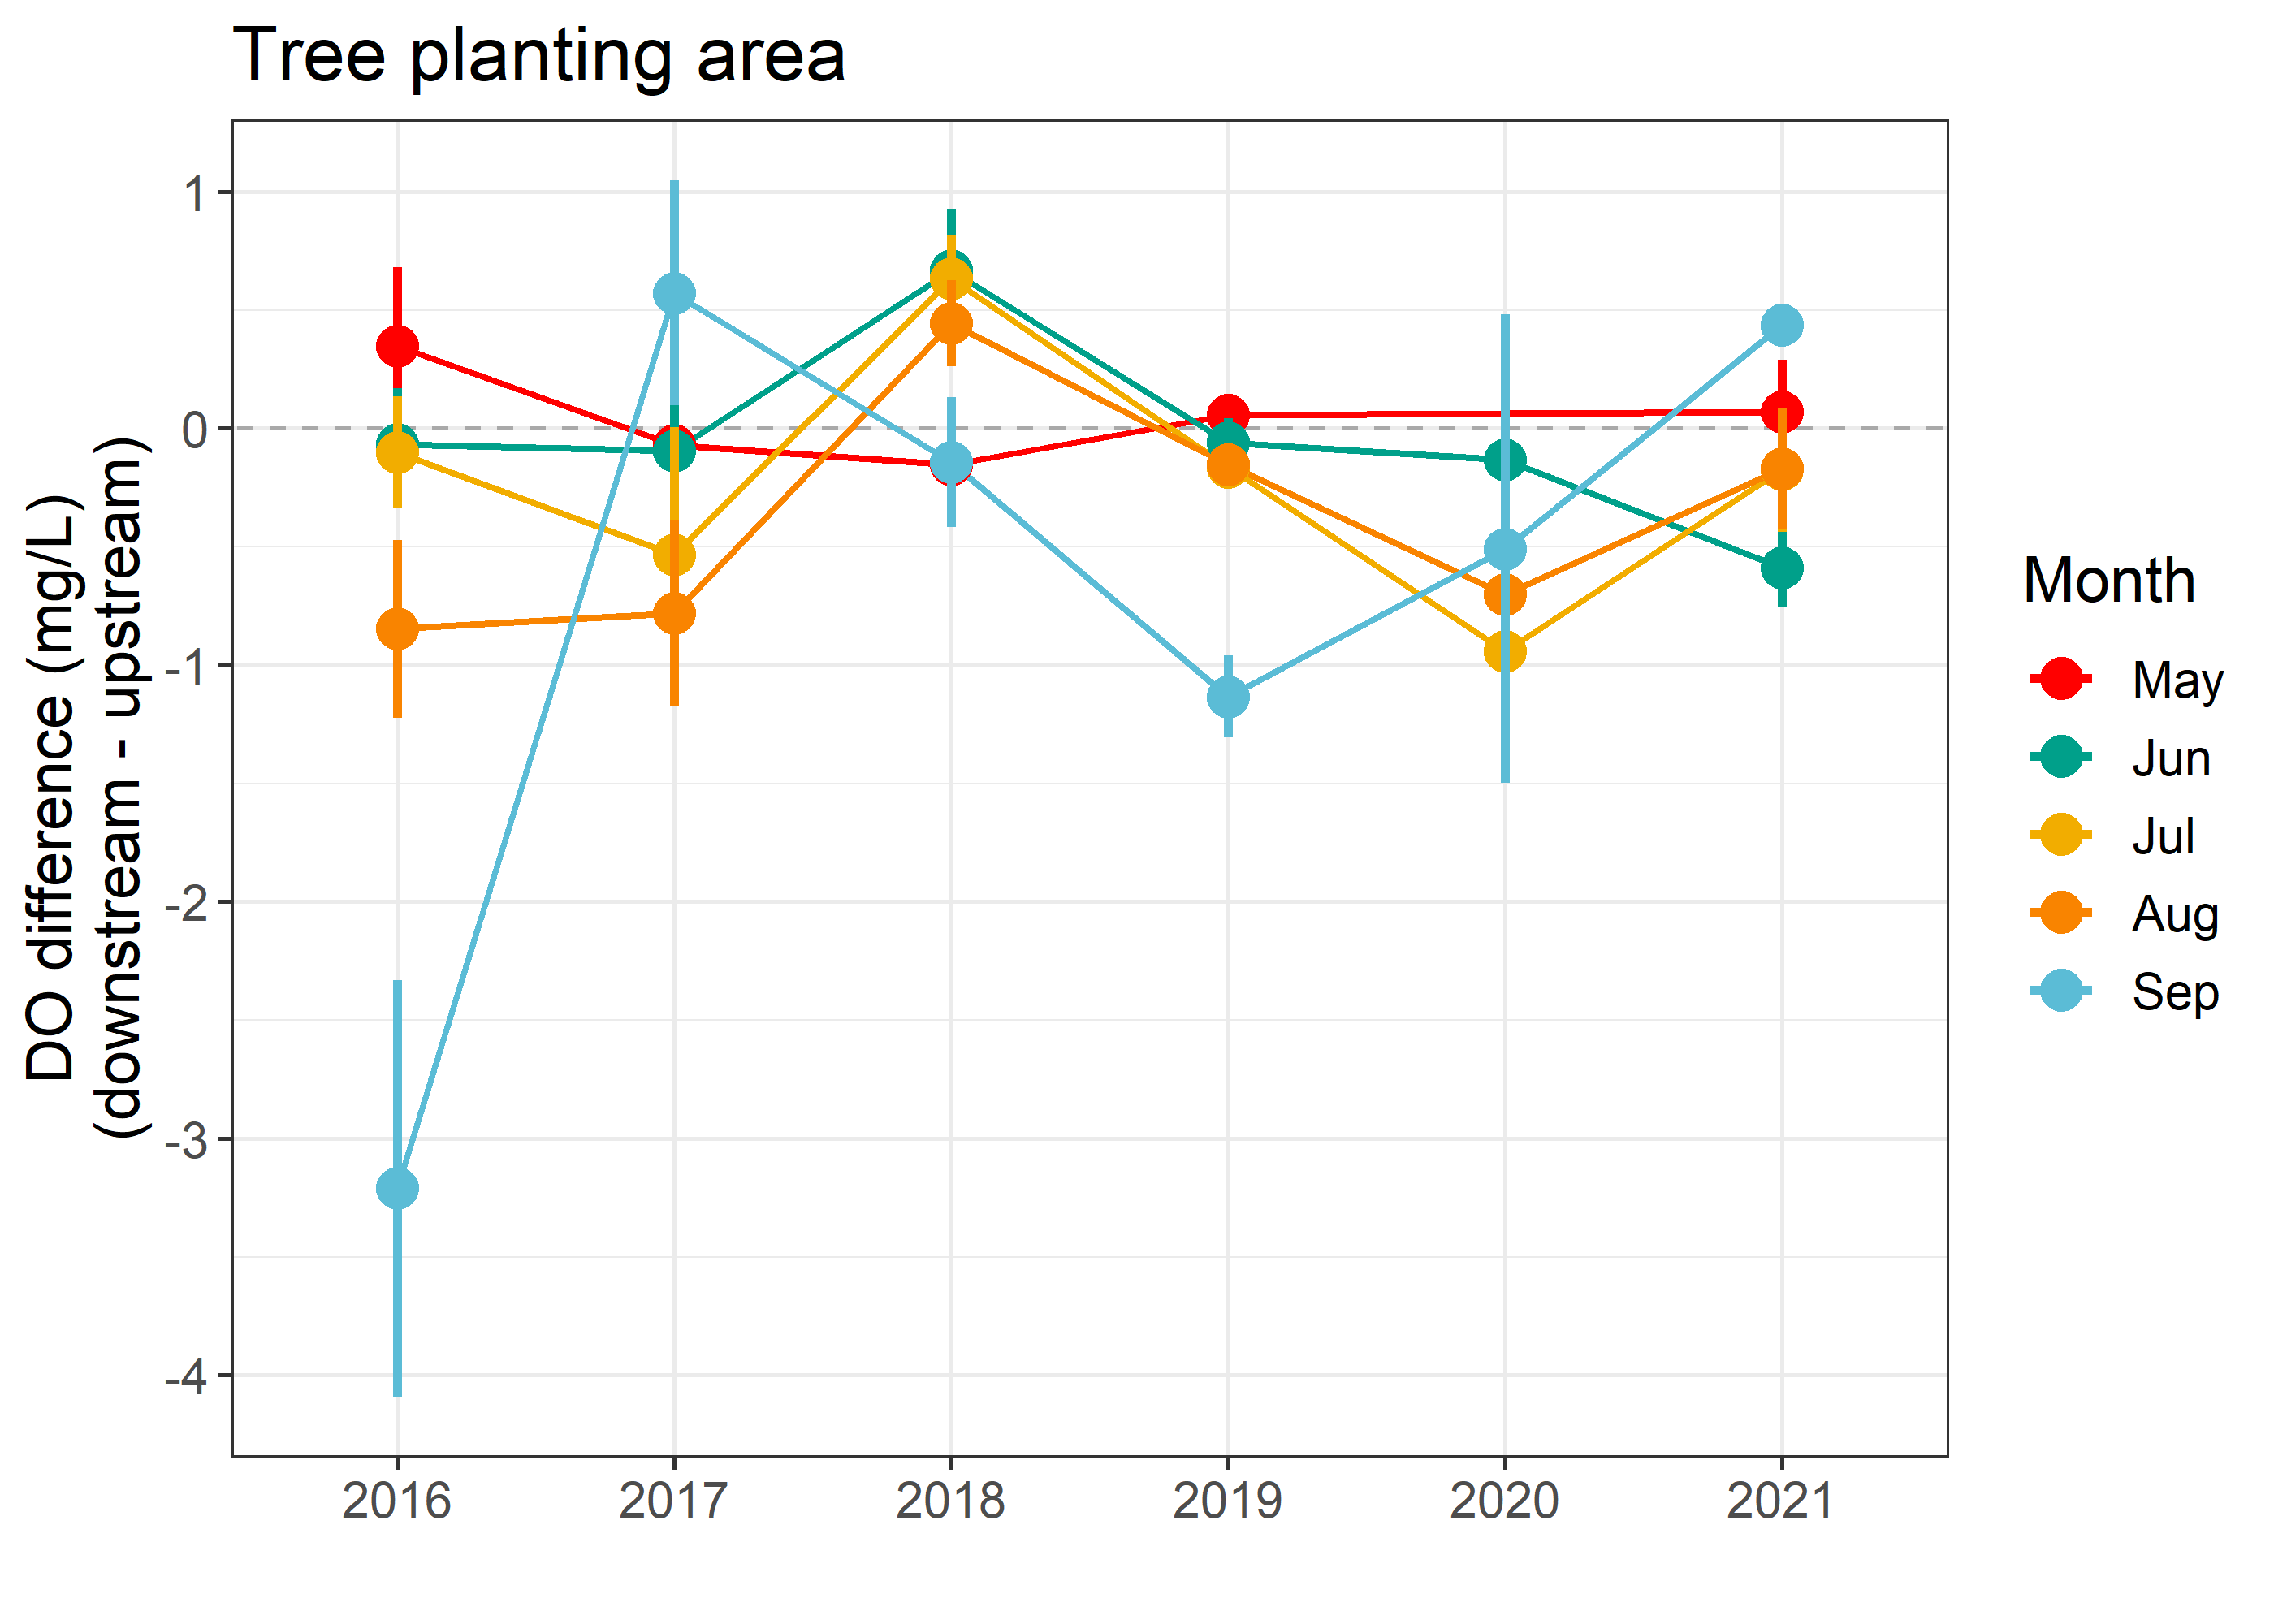 Tree planting area
DO difference (mg/L)
(downstream - upstream)
1
0
-1
-2
-3
-4
2016
2017
2018
2019
2020
2021
Month
May
Jun
Jul
Aug
Sep